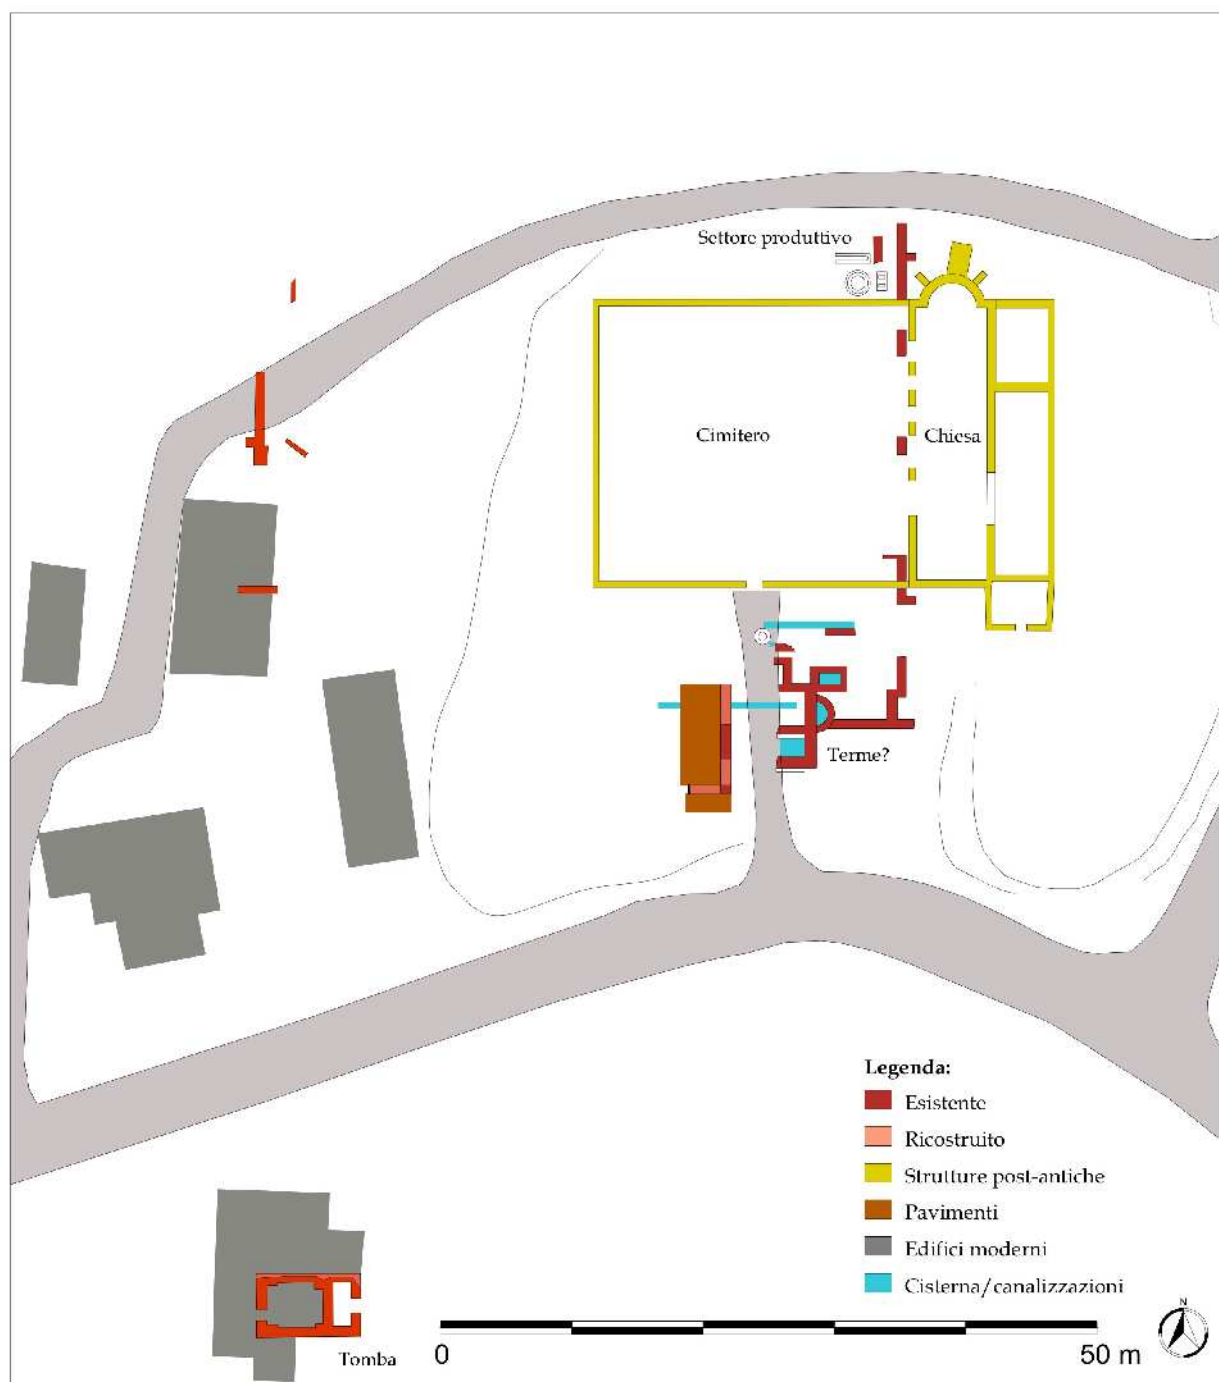 Settore produttivo
Cimitero
Chiesa
Terme?
Legenda:
Esistente
Ricostruito
Strutture post-antiche
Pavimenti
Edifici moderni
Cisterna/canalizzazioni
N
Tomba
0
50 m